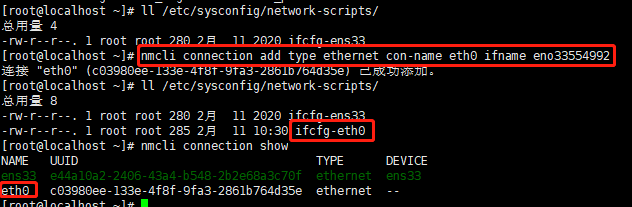 [root@localhost ~]# ll /etc/sysconfig/network-scripts/
总用量 4
-rw-r--r--. 1 root root 280 2月  11 2020 ifcfg-ens33
[root@localhost ~]# nmcli connection add type ethernet con-name eth0 ifname eno33554992
连接 "eth0" (c03980ee-133e-4f8f-9fa3-2861b764d35e) 已成功添加。
[root@localhost ~]# ll /etc/sysconfig/network-scripts/
总用量 8
-rw-r--r--. 1 root root 280 2月  11 2020 ifcfg-ens33
-rw-r--r--. 1 root root 285 2月  11 10:30 ifcfg-eth0
[root@localhost ~]# nmcli connection show
NAME   UUID                                  TYPE      DEVICE
ens33  e44a10a2-2406-43a4-b548-2b2e68a3c70f  ethernet  ens33
eth0   c03980ee-133e-4f8f-9fa3-2861b764d35e  ethernet  --
[root@localhost ~]#